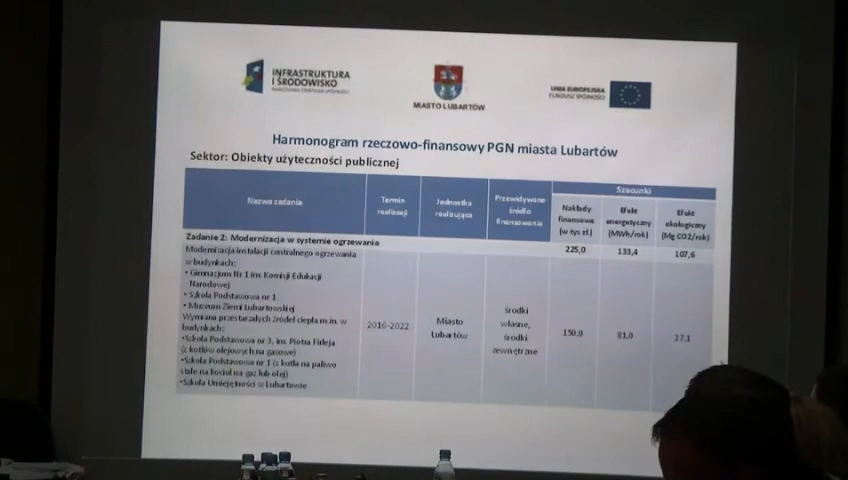 INFRASTRUKTURA
I ŚRODOWISKO
NARODOWA STRATEGIA SPÓJNOŚCI
MIASTO LUBARTÓW
UNIA EUROPEJSKA
FUNDUSZ SPÓJNOŚCI
Harmonogram rzeczowo-finansowy PGN miasta Lubartów
Sektor: Obiekty użyteczności publicznej
Nazwa zadania
Termin
realizacji
Jednostka
realizująca
Przewidywane
źródło
finansowania
Szacunki
Nakłady
finansowe
(w tys zł.)
Efekt
energetyczny
(MWh/rok)
Efekt
ekologiczny
(Mg CO2/rok)
Zadanie 2: Modernizacja w systemie ogrzewania
225,0
133,4
107,6
Modernizacja instalacji centralnego ogrzewania
w budynkach:
• Gimnazjum Nr 1 im. Komisji Edukacji
Narodowej
• Szkoła Podstawowa nr 1
• Muzeum Ziemi Lubartowskiej
Wymiana przestarzałych źródeł ciepła m.in. w
budynkach:
•Szkoła Podstawowa nr 3, im. Piotra Firleja
(z kotłów olejowych na gazowe)
•Szkoła Podstawowa nr 1 (z kotła na paliwo
stałe na kocioł na gaz lub olej)
•Szkoła Umiejętności w Lubartowie
2016-2022
Miasto
Lubartów
środki
własne,
środki
zewnętrzne
150,0
81,0
27,1